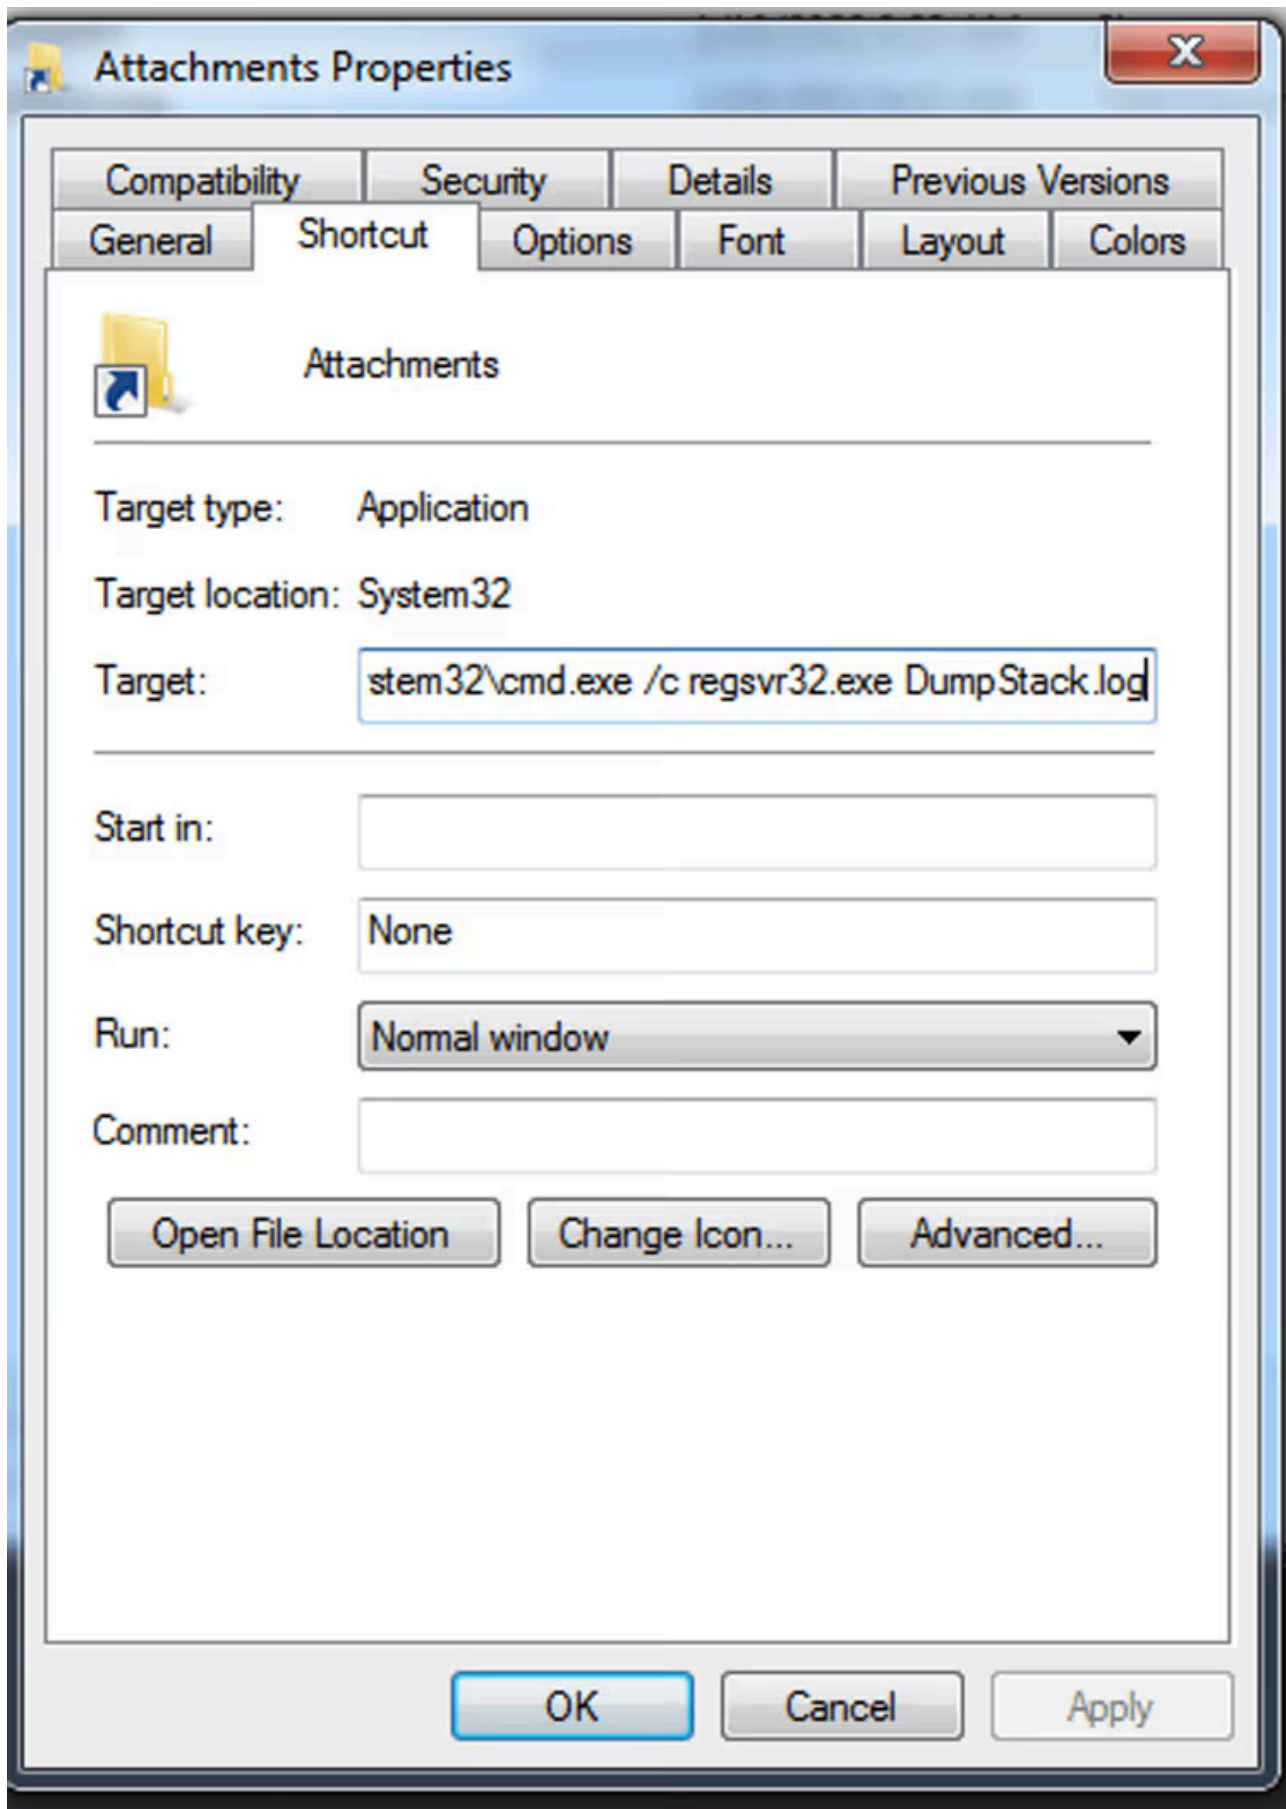 Attachments Properties
Compatibility Security Details Previous Versions
General Shortcut Options Font Layout Colors
Attachments
Target type: Application
Target location: System32
Target: stem32\cmd.exe /c regsvr32.exe DumpStack.log
Start in:
Shortcut key: None
Run: Normal window
Comment:
Open File Location Change Icon... Advanced...
OK Cancel Apply